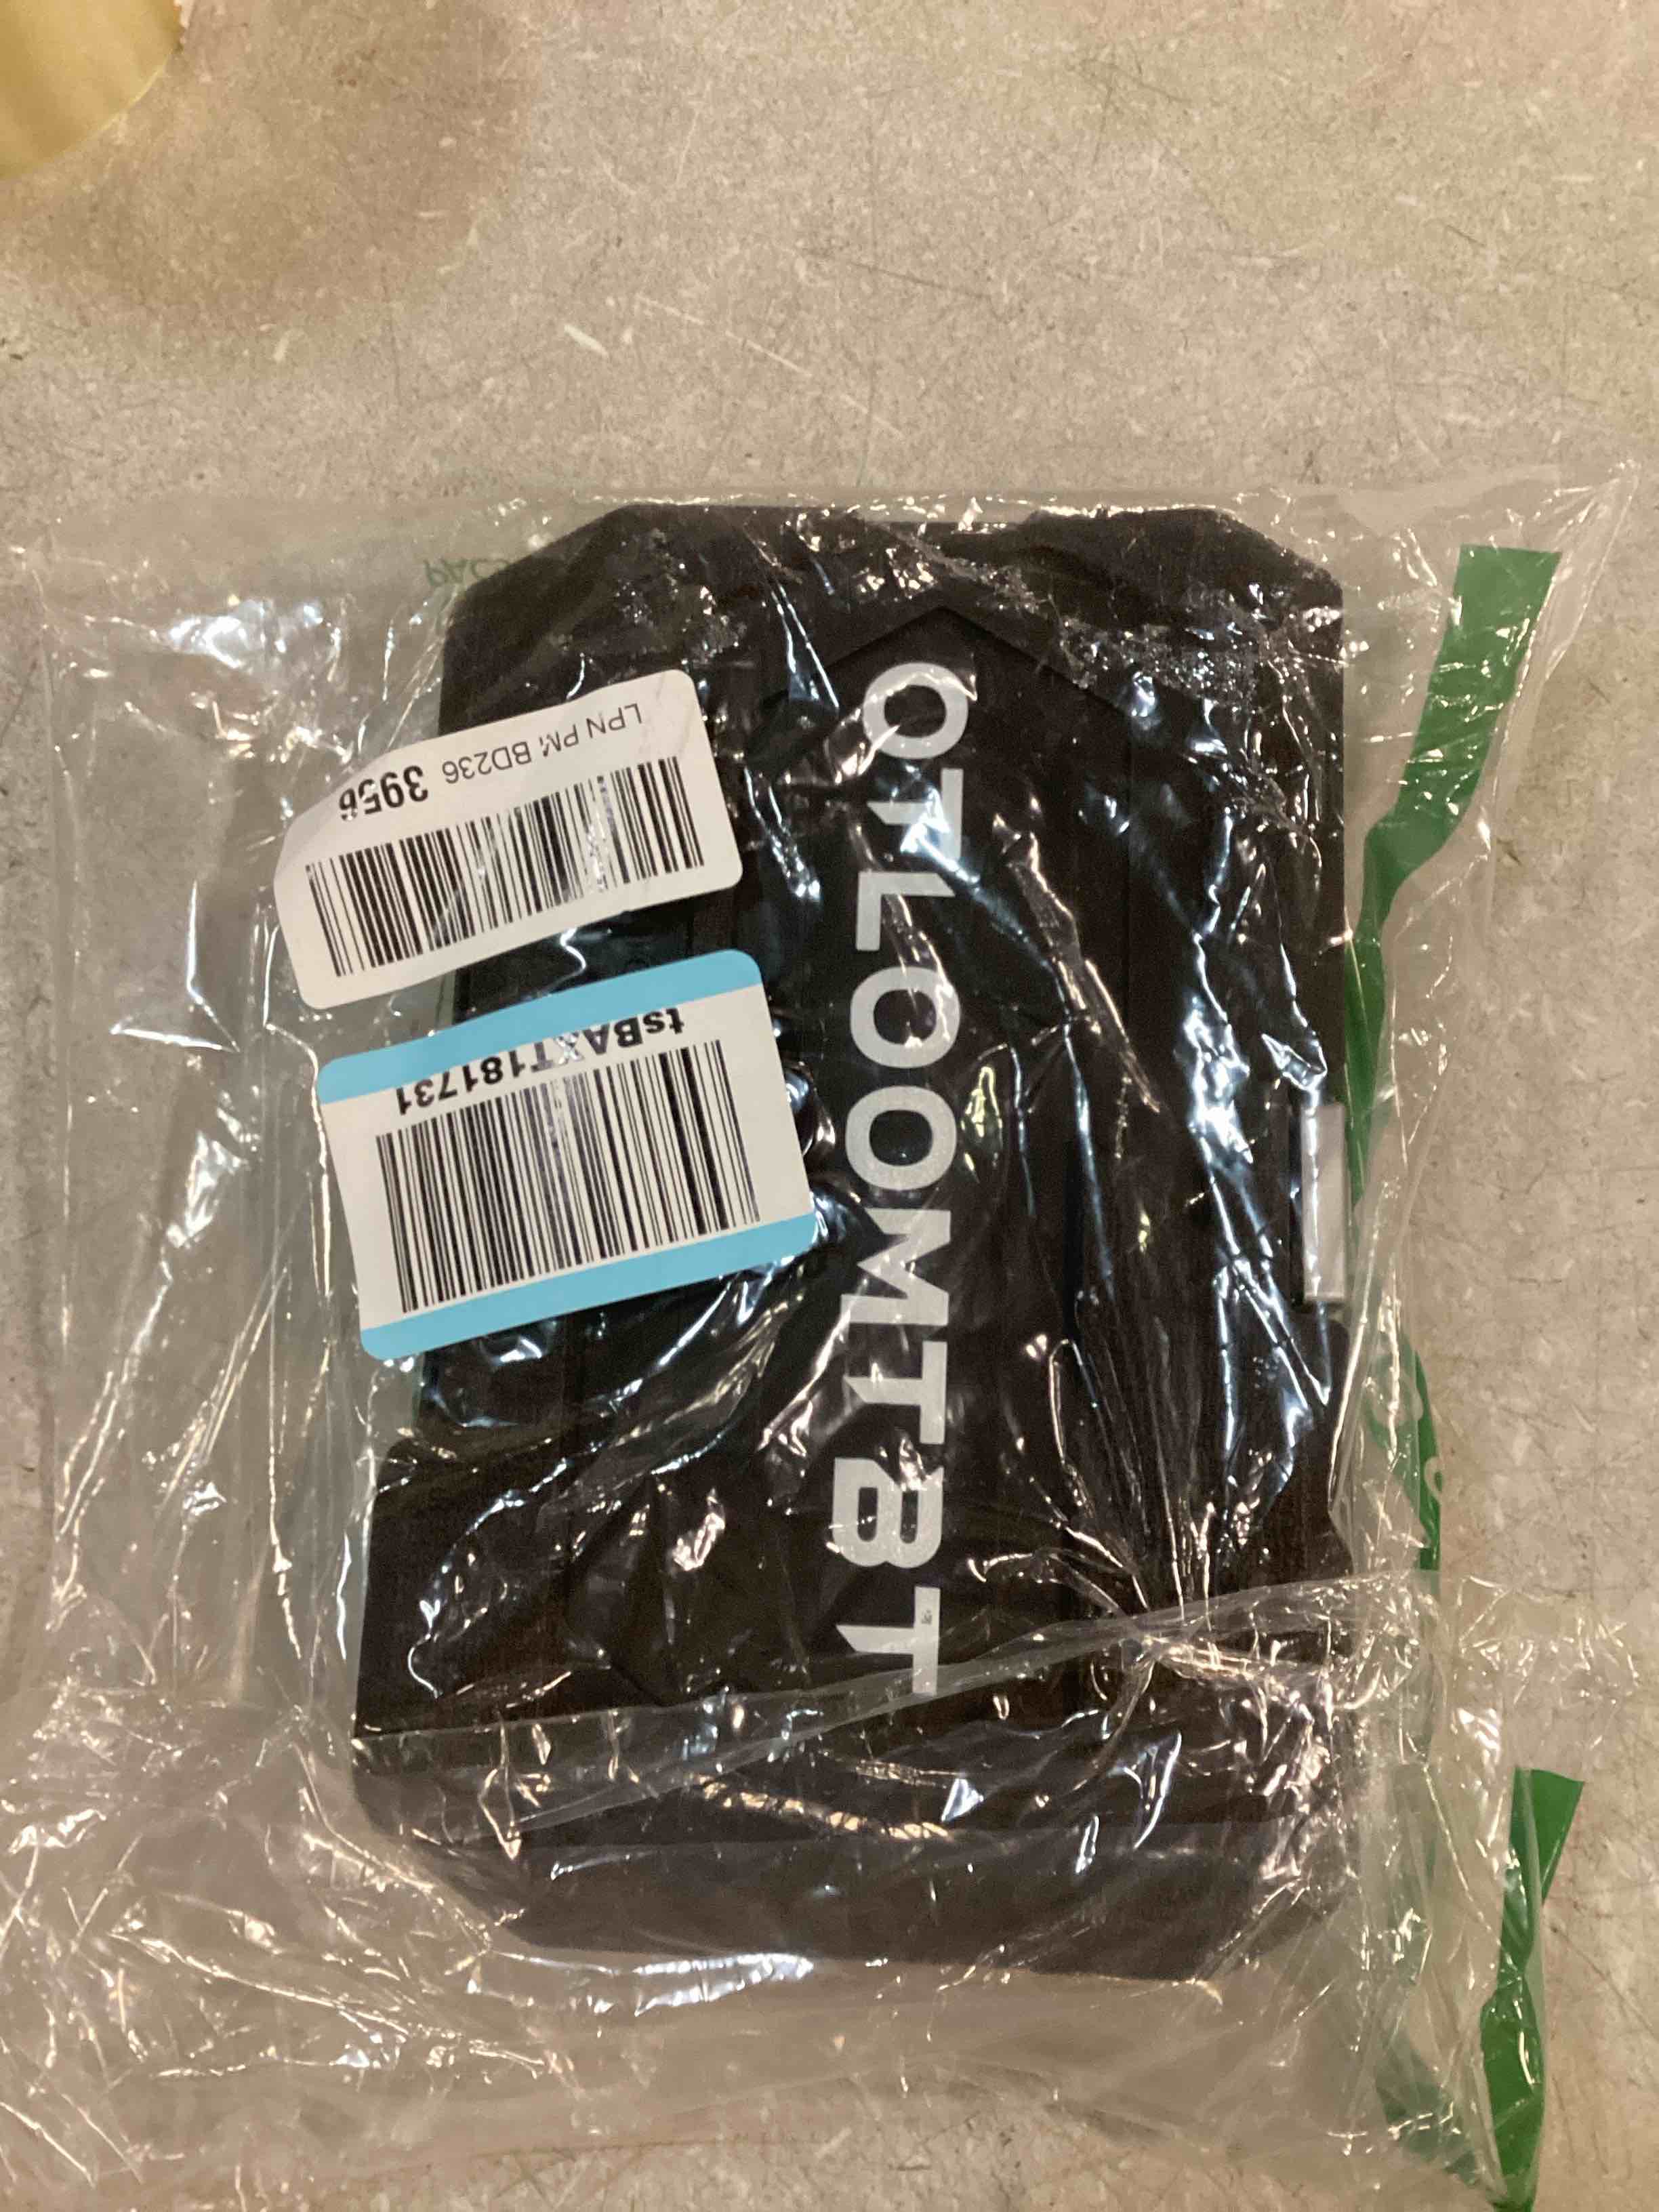 OTLOOMT8T
LPN PM BD236 3956
tsBAXT181731